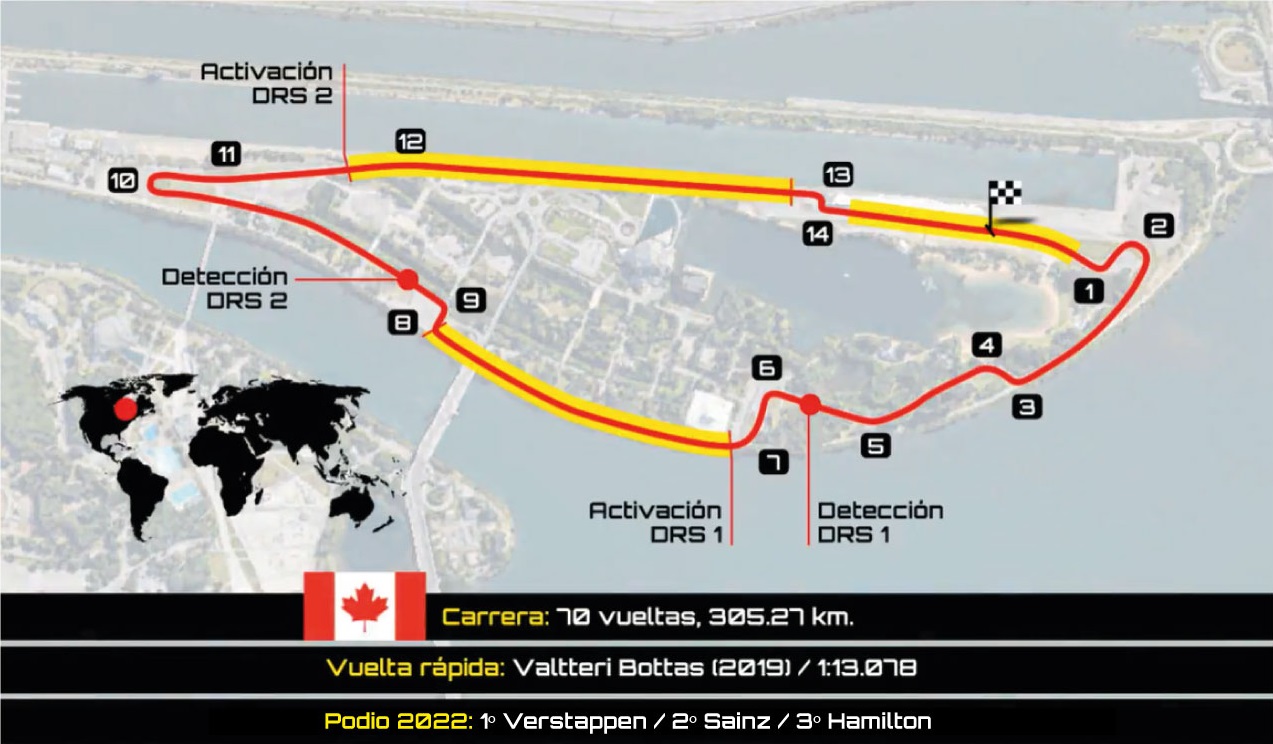 Activación
DRS 2
12
11
10
13
14
2
Detección
DRS 2
9
8
1
4
6
3
5
7
Activación
DRS 1
Detección
DRS 1
Carrera: 70 vueltas, 305.27 km.
Vuelta rápida: Valtteri Bottas (2019) / 1:13.078
Podio 2022: 1º Verstappen / 2º Sainz / 3º Hamilton